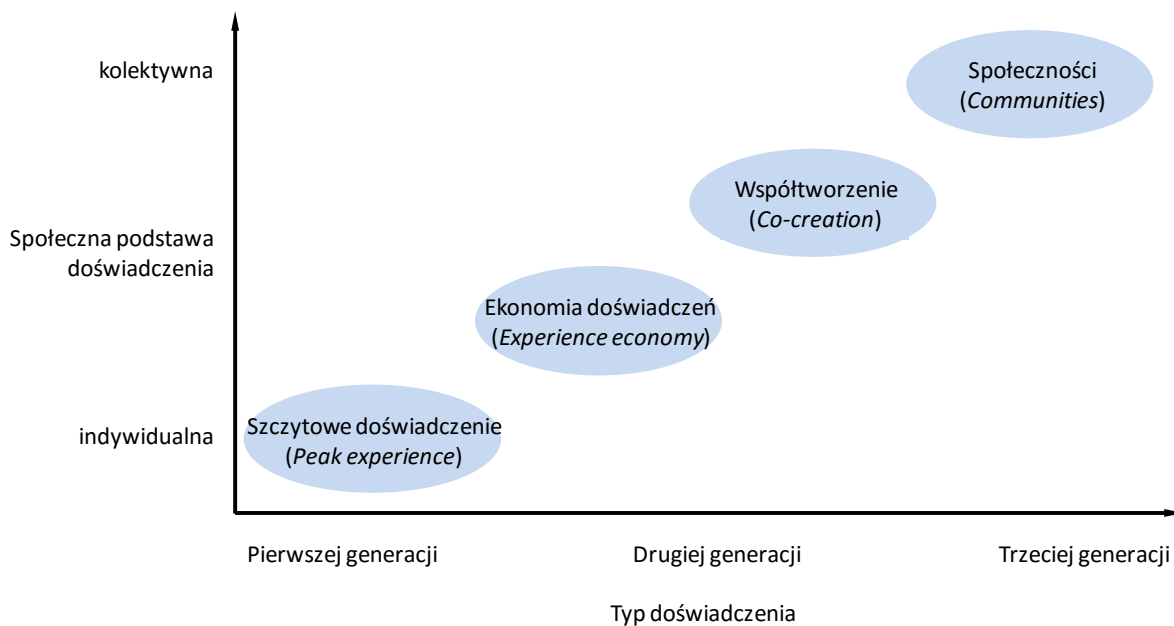 kolektywna
Społeczności
(Communities)
Współtworzenie
(Co-creation)
Społeczna podstawa
doświadczenia
Ekonomia doświadczeń
(Experience economy)
indywidualna
Szczytowe doświadczenie
(Peak experience)
Pierwszej generacji
Drugiej generacji
Trzeciej generacji
Typ doświadczenia